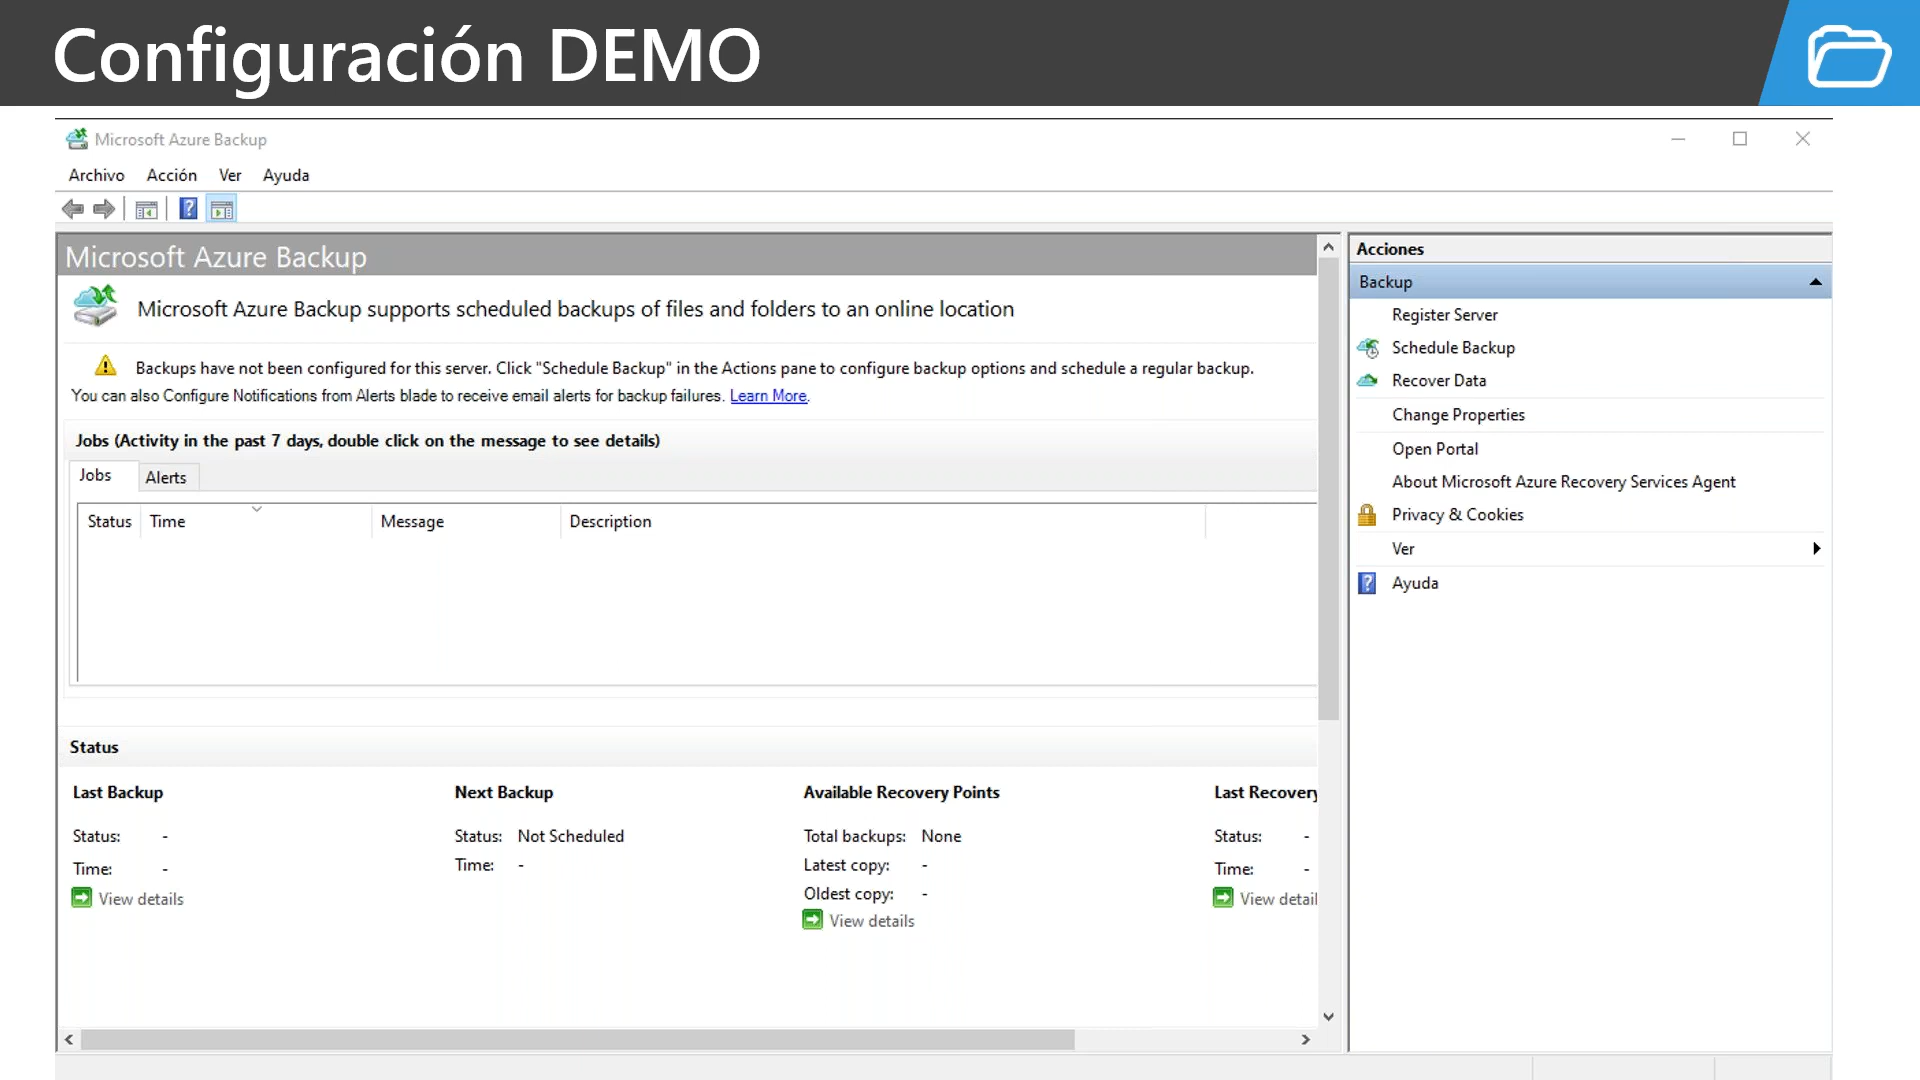 Configuración DEMO
Microsoft Azure Backup
Archivo Acción Ver Ayuda
Microsoft Azure Backup
Microsoft Azure Backup supports scheduled backups of files and folders to an online location
Backups have not been configured for this server. Click "Schedule Backup" in the Actions pane to configure backup options and schedule a regular backup.
You can also Configure Notifications from Alerts blade to receive email alerts for backup failures. Learn More.
Jobs (Activity in the past 7 days, double click on the message to see details)
Jobs Alerts
Status Time Message Description
Status
Last Backup Next Backup Available Recovery Points Last Recovery
Status: - Status: Not Scheduled Total backups: None Status: -
Time: - Time: - Latest copy: - Time: -
Oldest copy: -
View details View details View detail
Acciones
Backup
Register Server
Schedule Backup
Recover Data
Change Properties
Open Portal
About Microsoft Azure Recovery Services Agent
Privacy & Cookies
Ver
Ayuda